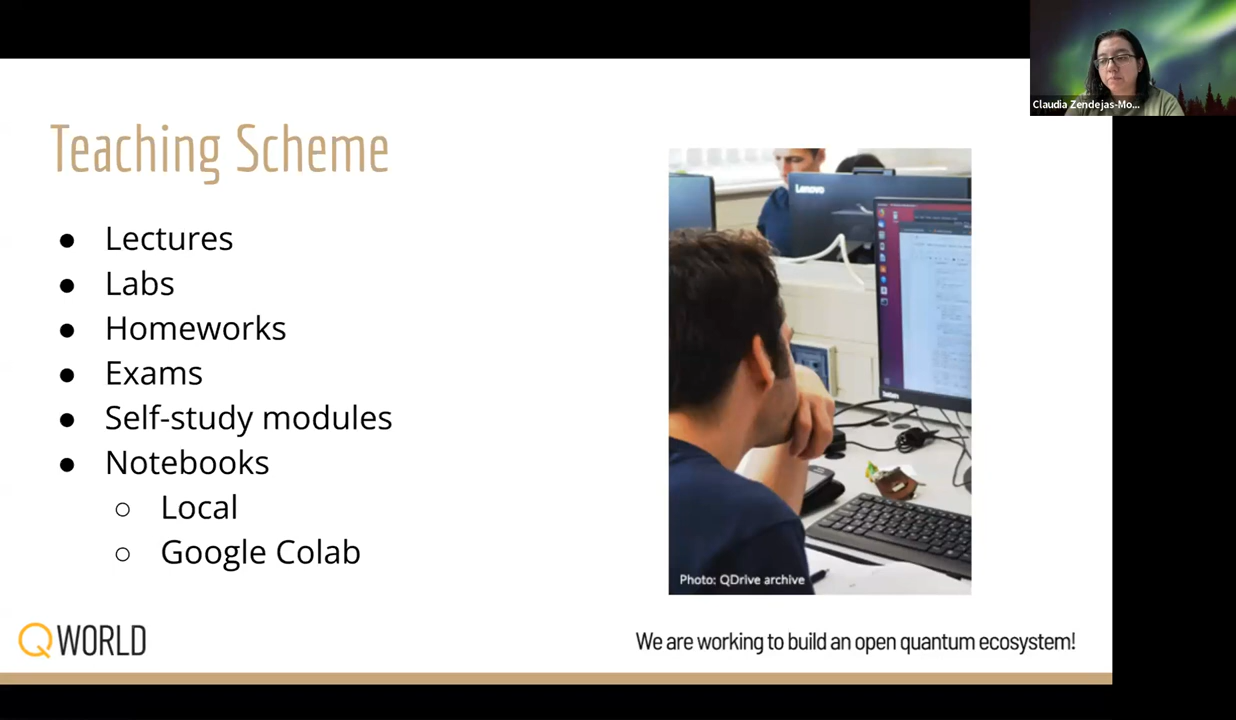 Claudia Zendejas-Mo...
Teaching Scheme
● Lectures
● Labs
● Homeworks
● Exams
● Self-study modules
● Notebooks
○ Local
○ Google Colab
Lenovo
Photo: QDrive archive
QWORLD
We are working to build an open quantum ecosystem!